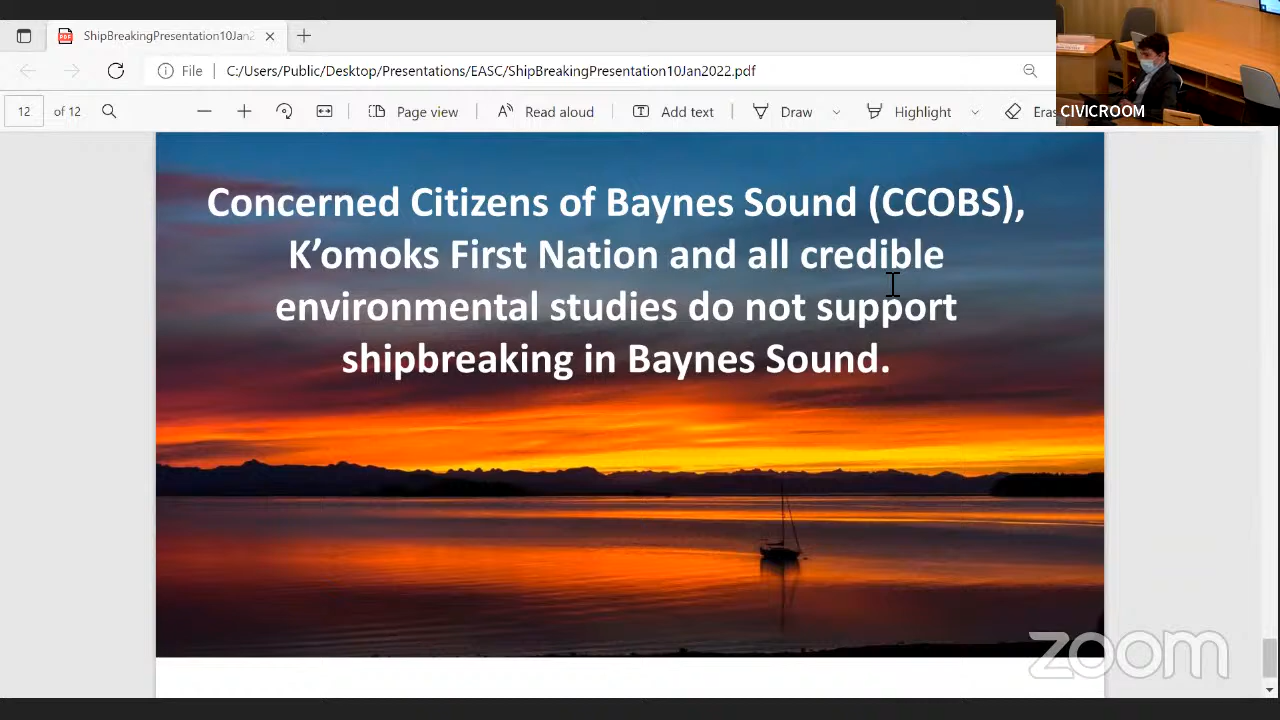 ShipBreakingPresentation10Jan2
File
C:/Users/Public/Desktop/Presentations/EASC/ShipBreakingPresentation10Jan2022.pdf
12 of 12
Page view
Read aloud
Add text
Draw
Highlight
Eras
CIVICROOM
Concerned Citizens of Baynes Sound (CCOBS),
K’omoks First Nation and all credible
environmental studies do not support
shipbreaking in Baynes Sound.
zoom